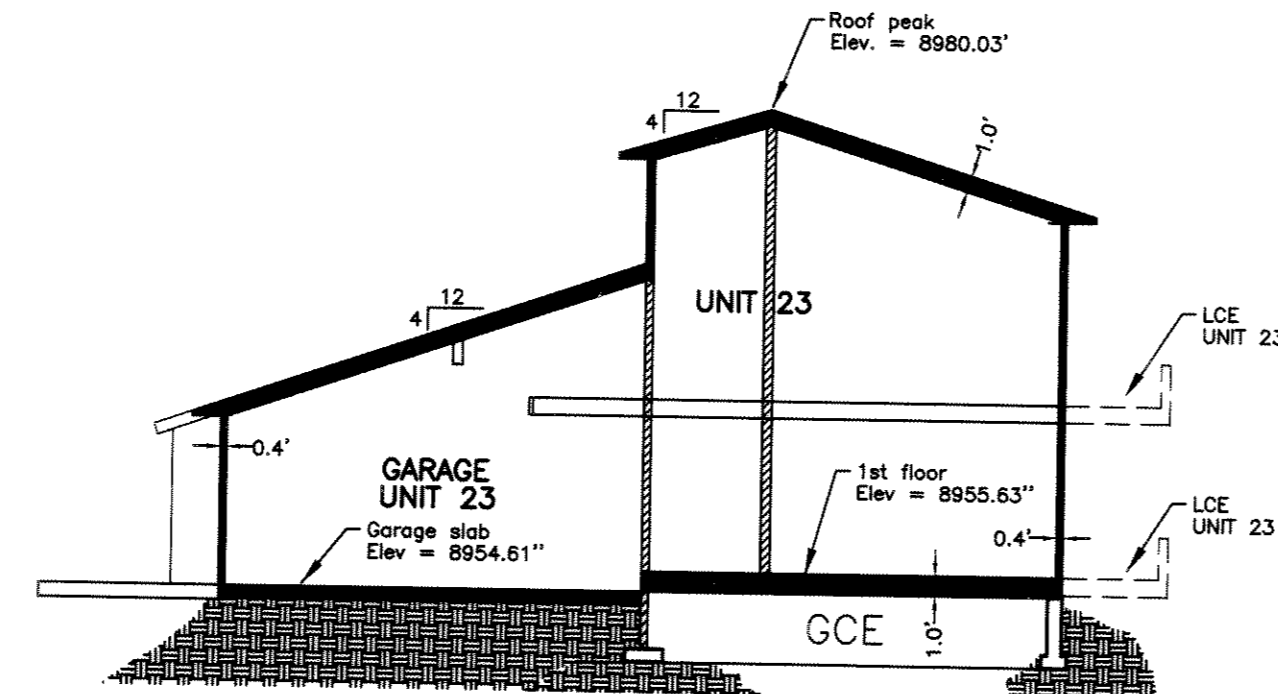 Roof peak
Elev. = 8980.03'
12
4
1.0'
12
4
UNIT 23
LCE
UNIT 23
0.4'
GARAGE
UNIT 23
1st floor
Elev = 8955.63"
Garage slab
Elev = 8954.61"
LCE
UNIT 23
0.4'
GCE
1.0'